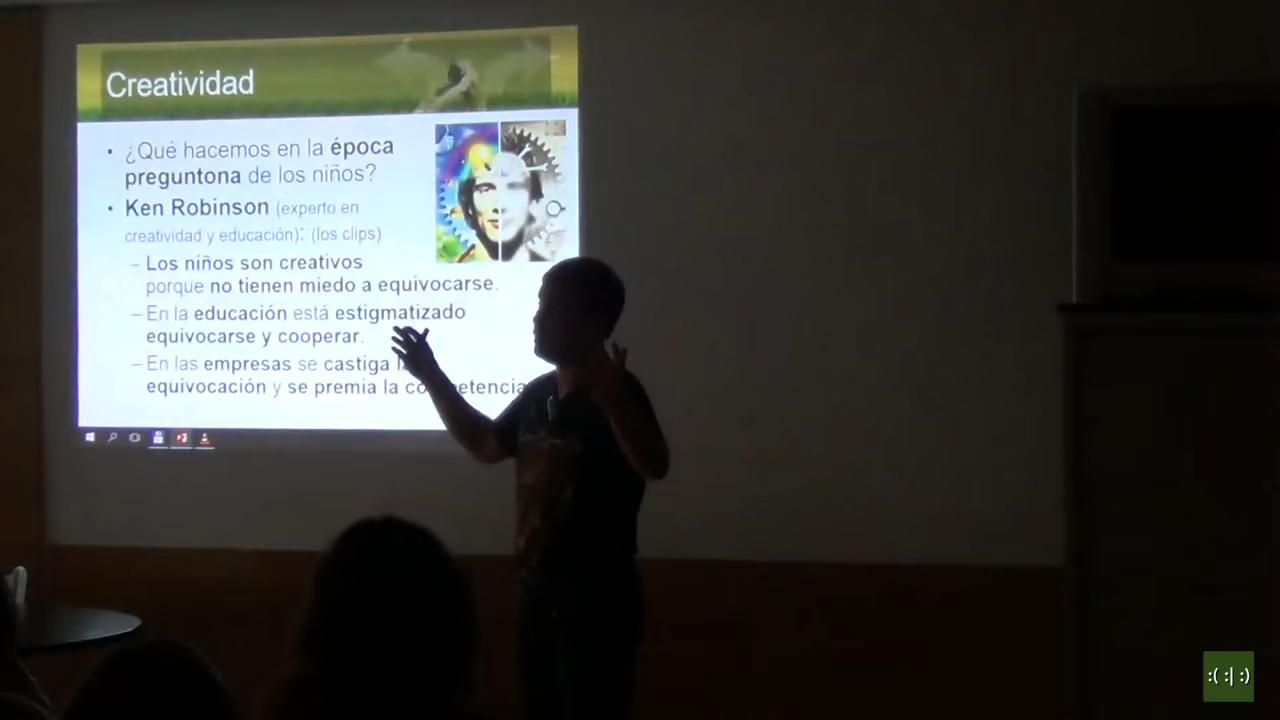 Creatividad
• ¿Qué hacemos en la época
preguntona de los niños?
• Ken Robinson (experto en
creatividad y educación): (los clips)
– Los niños son creativos
porque no tienen miedo a equivocarse.
– En la educación está estigmatizado
equivocarse y cooperar.
– En las empresas se castiga
equivocación y se premia la
:( :| :)